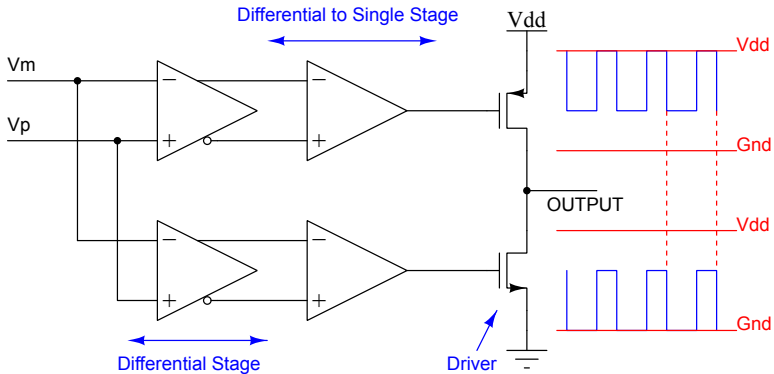 Differential to Single Stage
Vdd
Vm
Vp
Vdd
Gnd
OUTPUT
Vdd
Gnd
Differential Stage
Driver